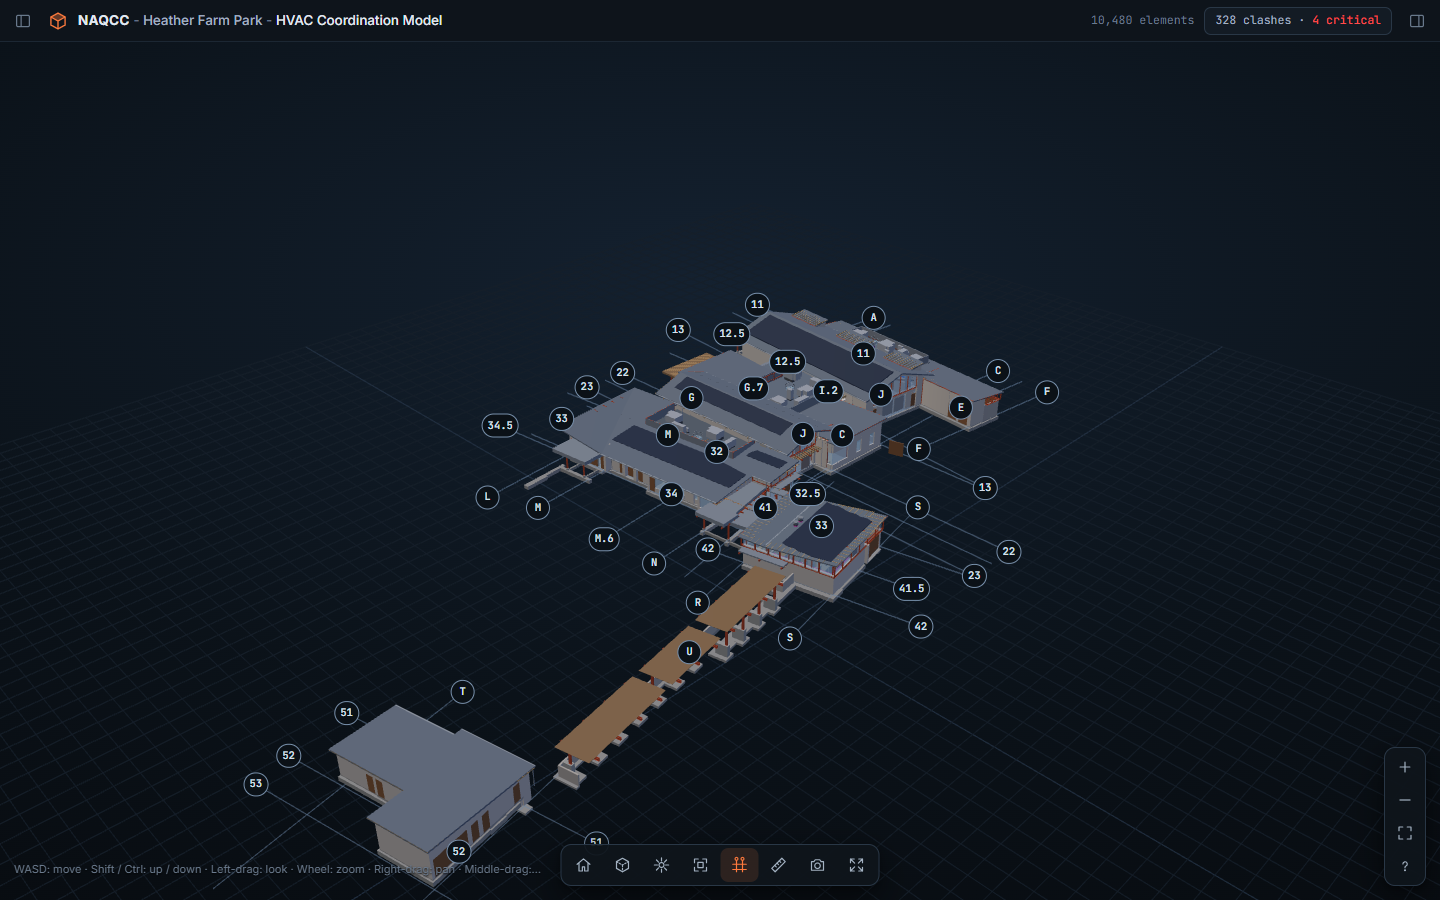 NAQCC - Heather Farm Park - HVAC Coordination Model
10,480 elements
328 clashes · 4 critical
11
A
13
12.5
11
12.5
C
22
23
G.7
I.2
J
F
G
E
33
34.5
M
J
C
32
F
L
34
32.5
13
M
41
S
33
M.6
42
22
N
23
41.5
R
42
S
U
T
51
52
53
51
52
WASD: move · Shift / Ctrl: up / down · Left-drag: look · Wheel: zoom · Right-drag: pan · Middle-drag:...
?